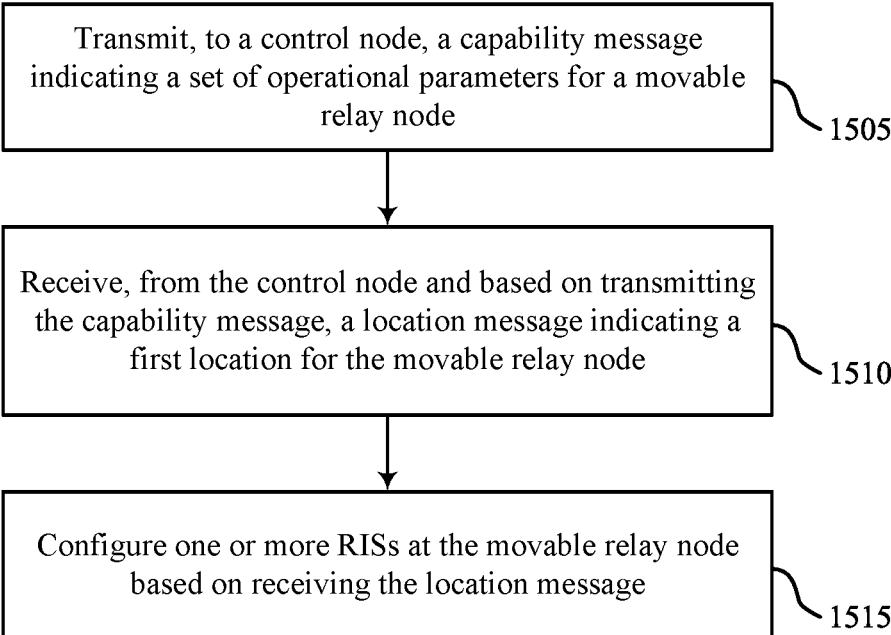 Transmit, to a control node, a capability message
indicating a set of operational parameters for a movable
relay node
1505
Receive, from the control node and based on transmitting
the capability message, a location message indicating a
first location for the movable relay node
1510
Configure one or more RISs at the movable relay node
based on receiving the location message
1515